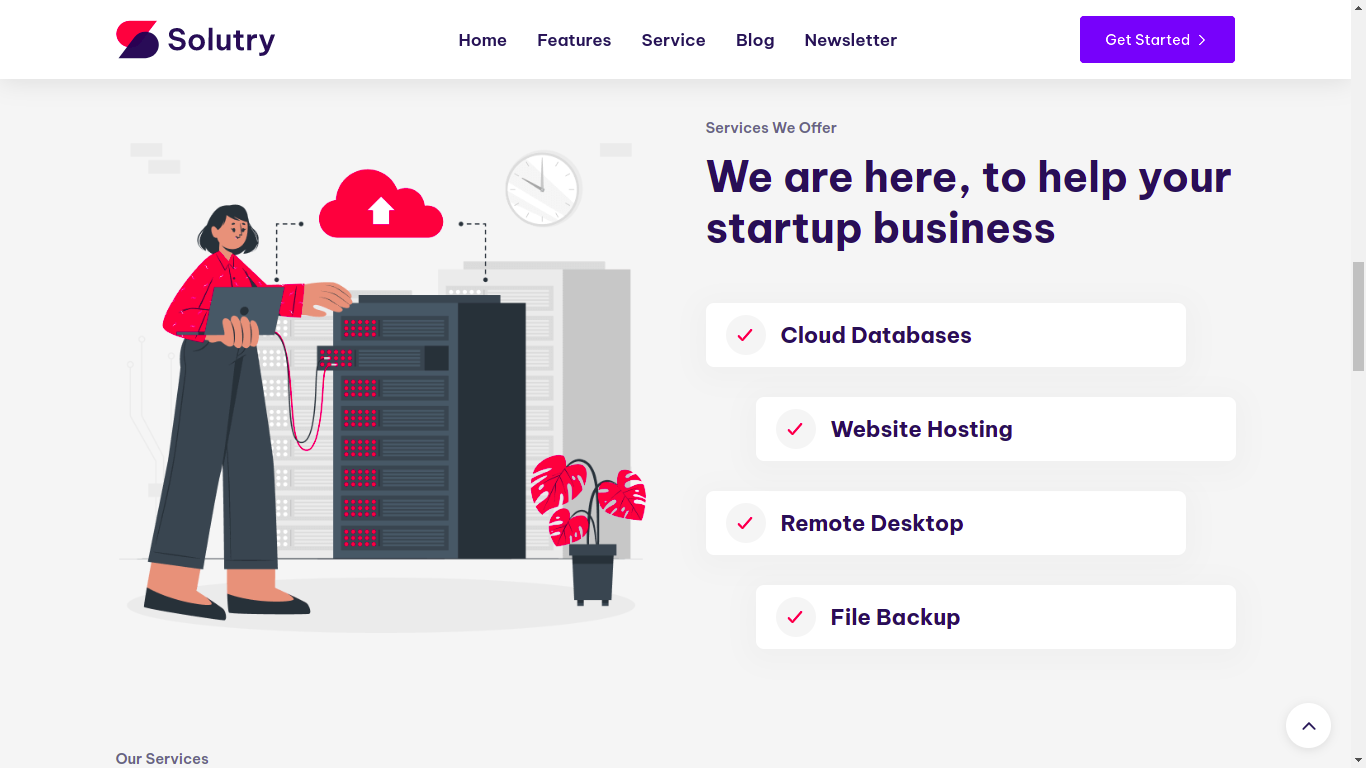 Solutry
Home
Features
Service
Blog
Newsletter
Get Started
Services We Offer
We are here, to help your
startup business
Cloud Databases
Website Hosting
Remote Desktop
File Backup
Our Services